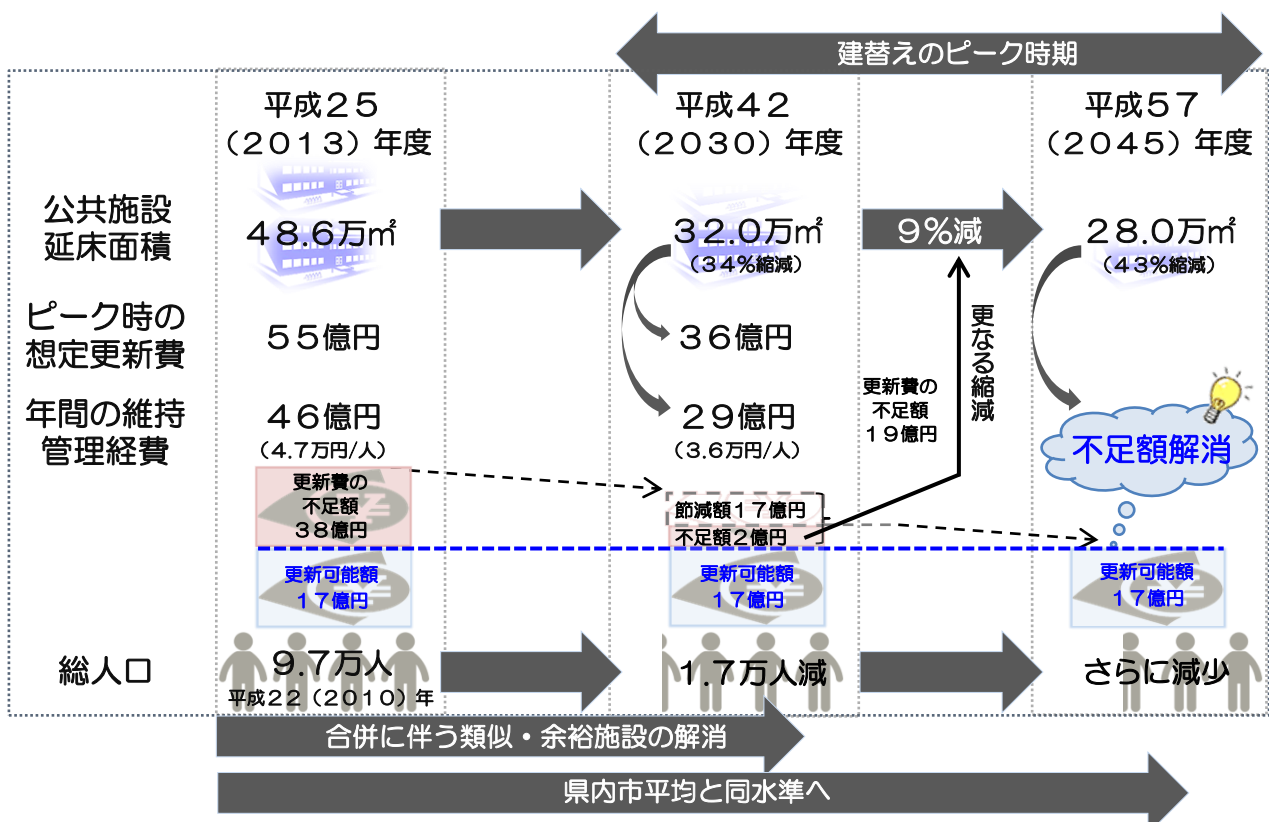 建替えのピーク時期
平成２５
（２０１３）年度
平成４２
（２０３０）年度
平成５７
（２０４５）年度
公共施設
延床面積
４８.６万㎡
３２.０万㎡
（３４％縮減）
９％減
２８.０万㎡
（４３％縮減）
ピーク時の
想定更新費
５５億円
３６億円
更なる縮減
更新費の
不足額
１９億円
年間の維持
管理経費
４６億円
（４.７万円/人）
２９億円
（３.６万円/人）
不足額解消
更新費の
不足額
３８億円
節減額１７億円
不足額２億円
更新可能額
１７億円
更新可能額
１７億円
更新可能額
１７億円
総人口
９.７万人
平成２２（２０１０）年
１.７万人減
さらに減少
合併に伴う類似・余裕施設の解消
県内市平均と同水準へ